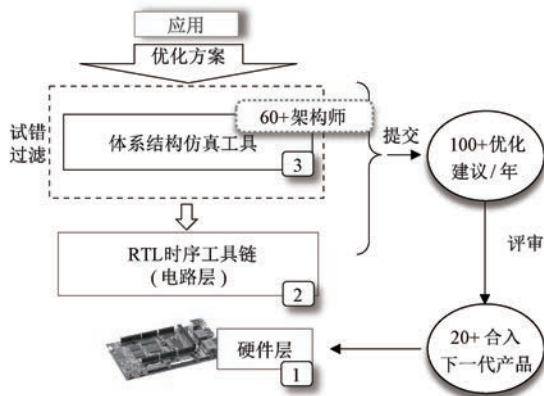 应用
优化方案
60+架构师
试错
过滤
体系结构仿真工具
3
提交
100+优化
建议/年
RTL时序工具链
(电路层)
2
评审
硬件层
1
20+合入
下一代产品